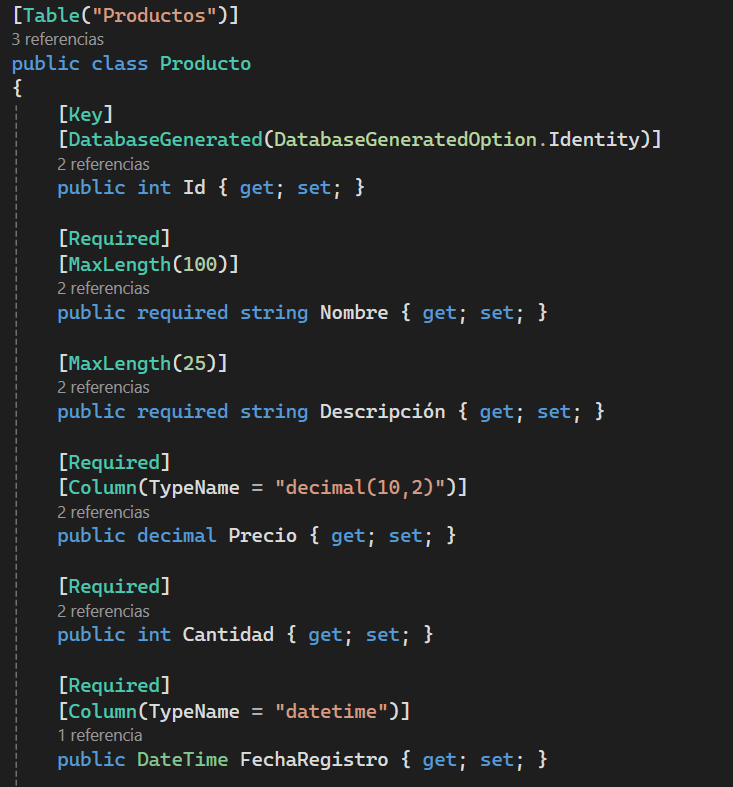 [Table("Productos")]
3 referencias
public class Producto
{
[Key]
[DatabaseGenerated(DatabaseGeneratedOption.Identity)]
2 referencias
public int Id { get; set; }
[Required]
[MaxLength(100)]
2 referencias
public required string Nombre { get; set; }
[MaxLength(25)]
2 referencias
public required string Descripción { get; set; }
[Required]
[Column(TypeName = "decimal(10,2)")]
2 referencias
public decimal Precio { get; set; }
[Required]
2 referencias
public int Cantidad { get; set; }
[Required]
[Column(TypeName = "datetime")]
1 referencia
public DateTime FechaRegistro { get; set; }